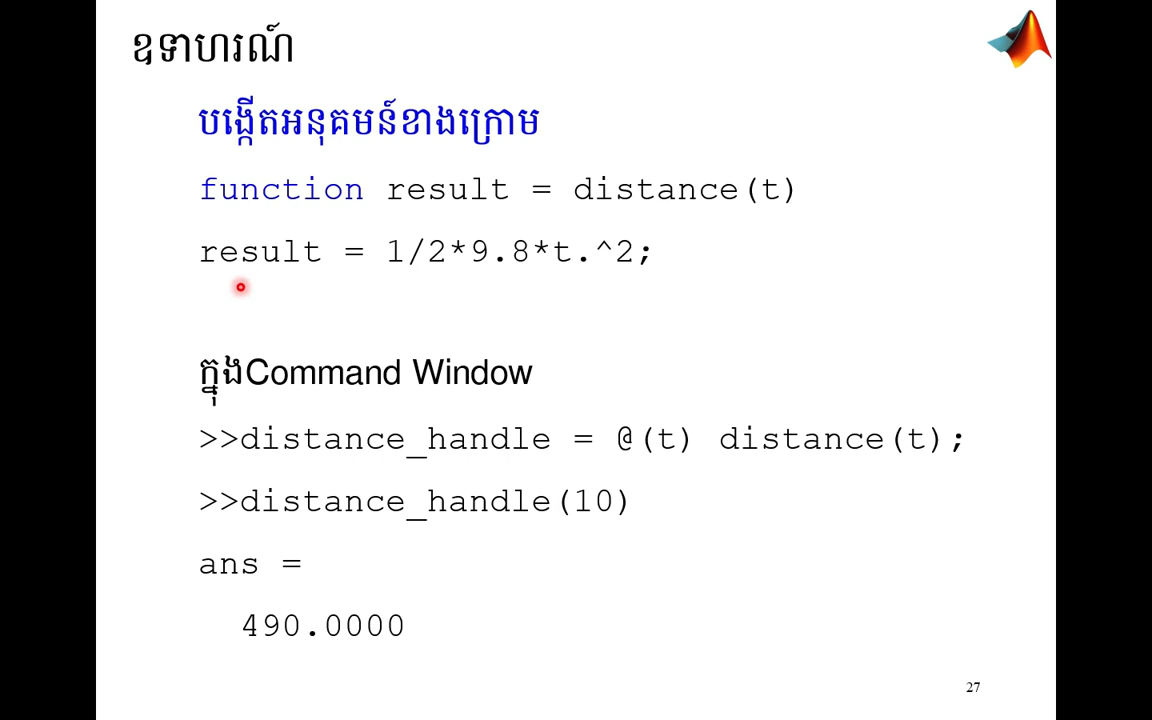 ឧទាហរណ៍
បង្កើតអនុគមន៍ខាងក្រោម
function result = distance(t)
result = 1/2*9.8*t.^2;
ក្នុងCommand Window
>>distance_handle = @(t) distance(t);
>>distance_handle(10)
ans =
490.0000
27